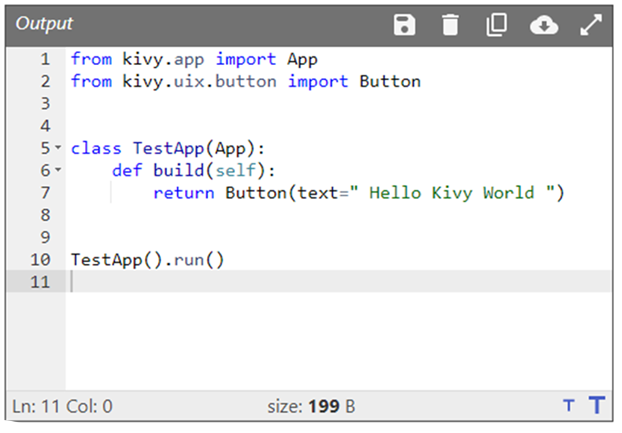 Output
1 from kivy.app import App
2 from kivy.uix.button import Button
3
4
5 class TestApp(App):
6     def build(self):
7         return Button(text=" Hello Kivy World ")
8
9
10 TestApp().run()
11
Ln: 11 Col: 0 size: 199 B T T